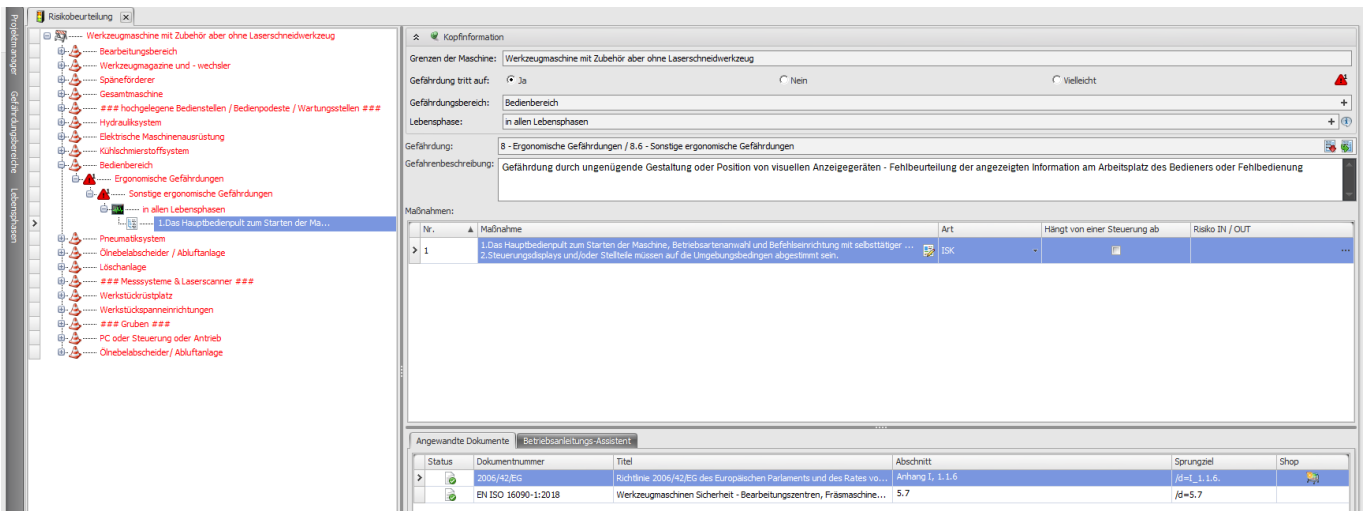 Risikobeurteilung
Projektmanager
Gefährdungsbereiche
Lebensphasen
Werkzeugmaschine mit Zubehör aber ohne Laserschneidwerkzeug
Bearbeitungsbereich
Werkzeugmagazine und - wechsler
Späneförderer
Gesamtmaschine
### hochgelegene Bedienstellen / Bedienpodeste / Wartungsstellen ###
Hydrauliksystem
Elektrische Maschinenausrüstung
Kühlschmierstoffsystem
Bedienbereich
Ergonomische Gefährdungen
Sonstige ergonomische Gefährdungen
in allen Lebensphasen
1.Das Hauptbedienpult zum Starten der Ma...
Pneumatiksystem
Ölnebelabscheider / Abluftanlage
Löschanlage
### Messsysteme & Laserscanner ###
Werkstückrüstplatz
Werkstückspanneinrichtungen
### Gruben ###
PC oder Steuerung oder Antrieb
Ölnebelabscheider/ Abluftanlage
Kopfinformation
Grenzen der Maschine: Werkzeugmaschine mit Zubehör aber ohne Laserschneidwerkzeug
Gefährdung tritt auf: Ja Nein Vielleicht
Gefährdungsbereich: Bedienbereich
Lebensphase: in allen Lebensphasen
Gefährdung: 8 - Ergonomische Gefährdungen / 8.6 - Sonstige ergonomische Gefährdungen
Gefahrenbeschreibung: Gefährdung durch ungenügende Gestaltung oder Position von visuellen Anzeigegeräten - Fehlbeurteilung der angezeigten Information am Arbeitsplatz des Bedieners oder Fehlbedienung
Maßnahmen:
Nr. Maßnahme Art Hängt von einer Steuerung ab Risiko IN / OUT
1 1.Das Hauptbedienpult zum Starten der Maschine, Betriebsartenanwahl und Befehlseinrichtung mit selbsttätiger ... ISK
2.Steuerungsdisplays und/oder Stellteile müssen auf die Umgebungsbedingen abgestimmt sein.
Angewandte Dokumente Betriebsanleitungs-Assistent
Status Dokumentnummer Titel Abschnitt Sprungziel Shop
2006/42/EG Richtlinie 2006/42/EG des Europäischen Parlaments und des Rates vo... Anhang I, 1.1.6 /d=I_1.1.6.
EN ISO 16090-1:2018 Werkzeugmaschinen Sicherheit - Bearbeitungszentren, Fräsmaschine... 5.7 /d=5.7